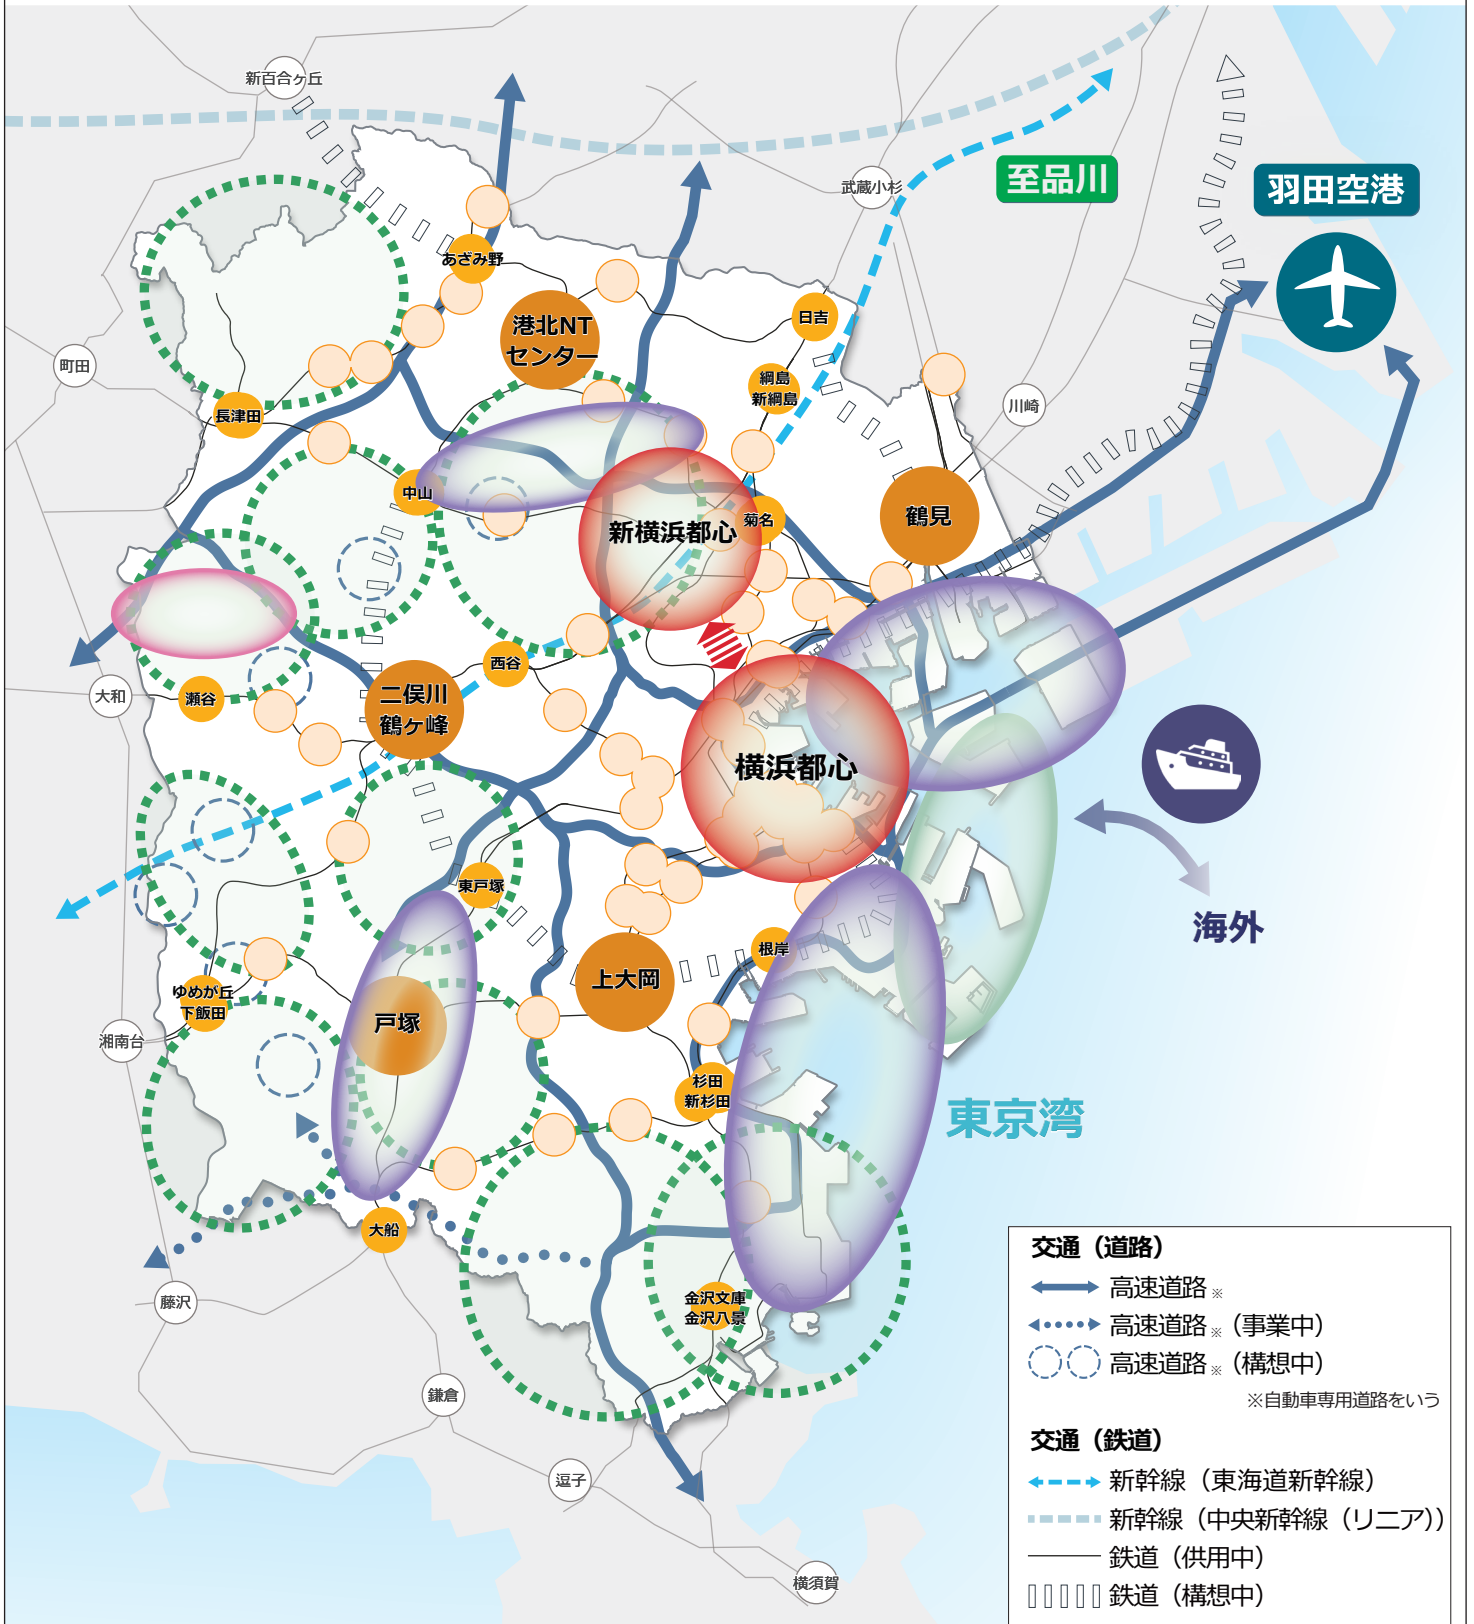 新百合ヶ丘
武蔵小杉
至品川
羽田空港
あざみ野
港北NT
センター
日吉
町田
綱島
新綱島
川崎
長津田
中山
新横浜都心
菊名
鶴見
西谷
大和
瀬谷
二俣川
鶴ヶ峰
横浜都心
東戸塚
海外
根岸
上大岡
ゆめが丘
下飯田
戸塚
湘南台
杉田
新杉田
東京湾
大船
藤沢
金沢文庫
金沢八景
鎌倉
逗子
横須賀
交通（道路）
高速道路※
高速道路※（事業中）
高速道路※（構想中）
※自動車専用道路をいう
交通（鉄道）
新幹線（東海道新幹線）
新幹線（中央新幹線（リニア））
鉄道（供用中）
鉄道（構想中）